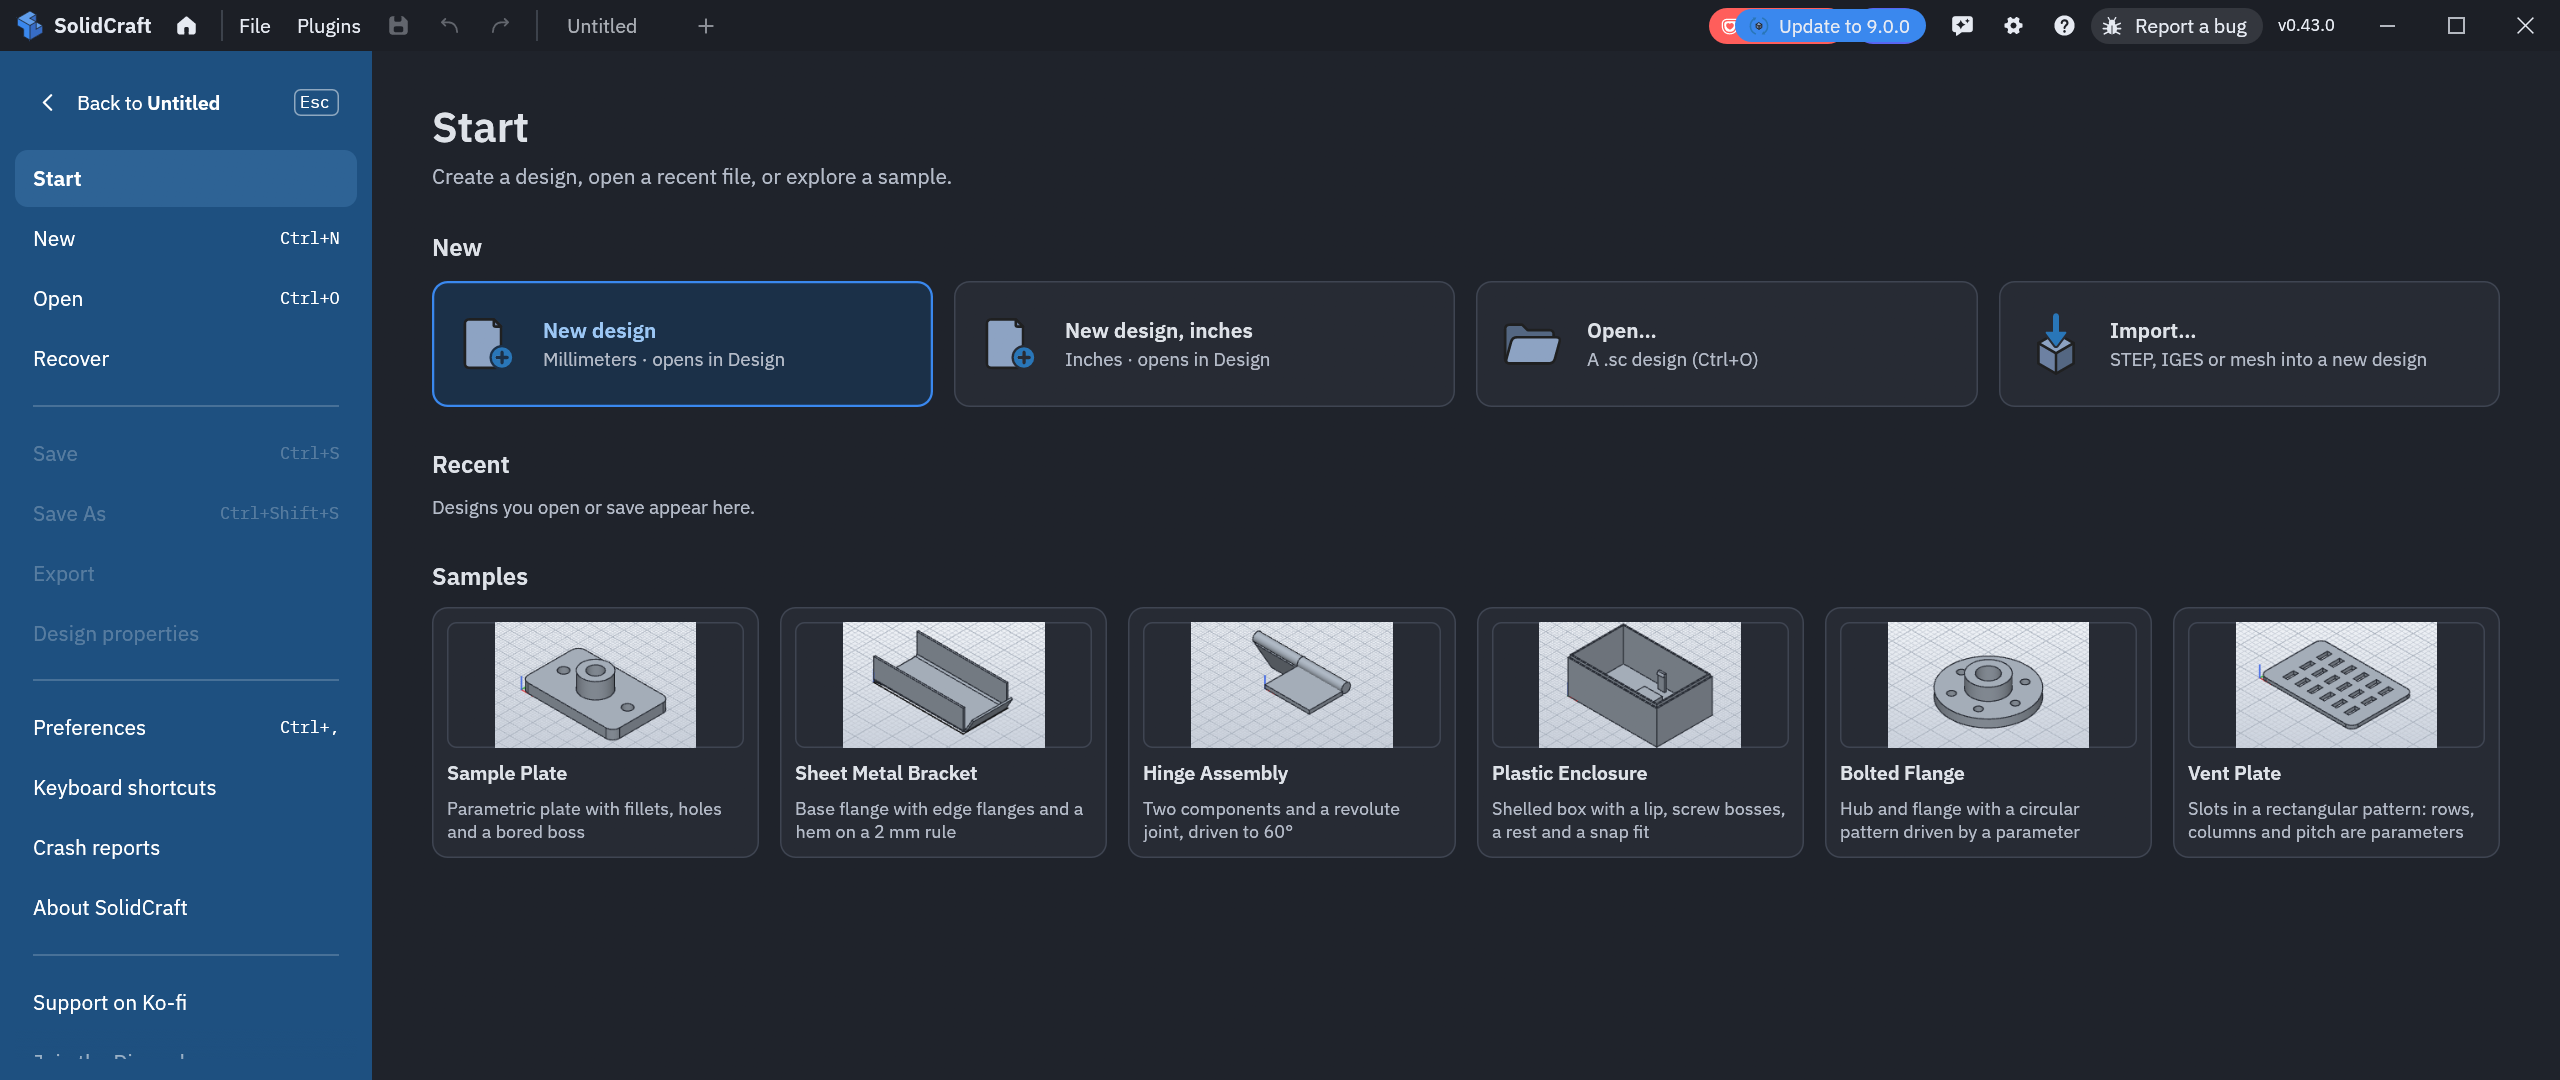 SolidCraft
File
Plugins
Untitled
Update to 9.0.0
Report a bug
v0.43.0
Back to Untitled
Esc
Start
New Ctrl+N
Open Ctrl+O
Recover
Save Ctrl+S
Save As Ctrl+Shift+S
Export
Design properties
Preferences Ctrl+,
Keyboard shortcuts
Crash reports
About SolidCraft
Support on Ko-fi
Start
Create a design, open a recent file, or explore a sample.
New
New design
Millimeters · opens in Design
New design, inches
Inches · opens in Design
Open...
A .sc design (Ctrl+O)
Import...
STEP, IGES or mesh into a new design
Recent
Designs you open or save appear here.
Samples
Sample Plate
Parametric plate with fillets, holes
and a bored boss
Sheet Metal Bracket
Base flange with edge flanges and a
hem on a 2 mm rule
Hinge Assembly
Two components and a revolute
joint, driven to 60°
Plastic Enclosure
Shelled box with a lip, screw bosses,
a rest and a snap fit
Bolted Flange
Hub and flange with a circular
pattern driven by a parameter
Vent Plate
Slots in a rectangular pattern: rows,
columns and pitch are parameters